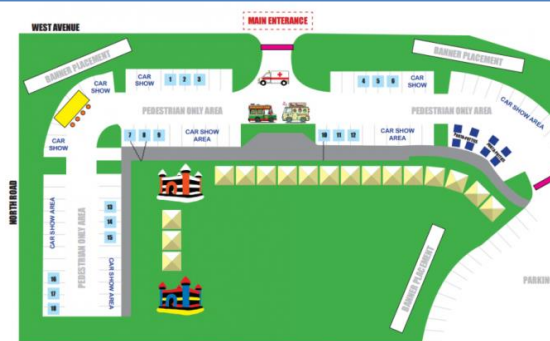 WEST AVENUE
MAIN ENTERANCE
BANNER PLACEMENT
BANNER PLACEMENT
CAR
SHOW
1 2 3
4 5 6
CAR
SHOW
CAR SHOW
AREA
PEDESTRIAN ONLY AREA
PEDESTRIAN ONLY AREA
CAR
SHOW
7 8 9
CAR SHOW
AREA
10 11 12
CAR SHOW
AREA
NORTH ROAD
CAR SHOW AREA
PEDESTRIAN ONLY AREA
13
14
15
CAR SHOW AREA
16
17
18
BANNER PLACEMENT
PARKIN